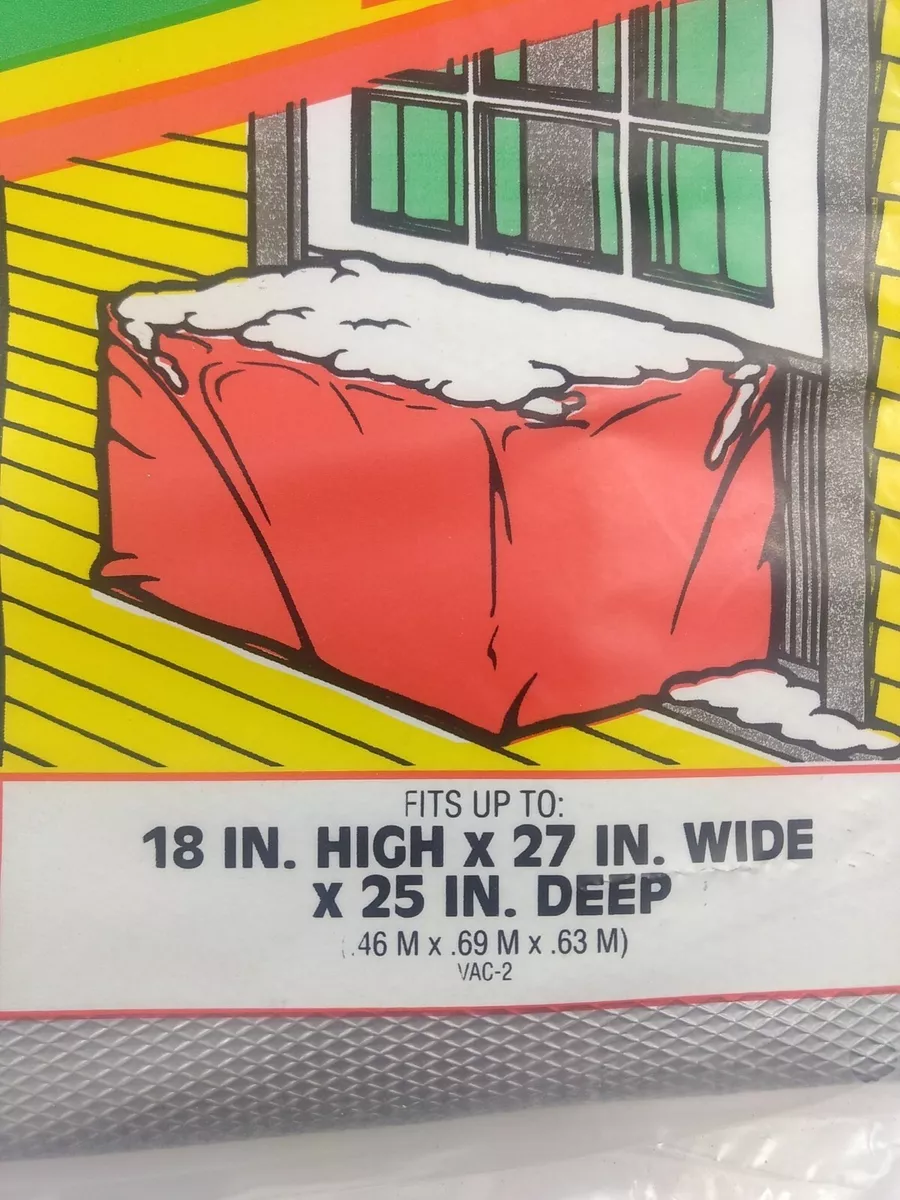 FITS UP TO:
18 IN. HIGH x 27 IN. WIDE
x 25 IN. DEEP
(.46 M x .69 M x .63 M)
VAC-2